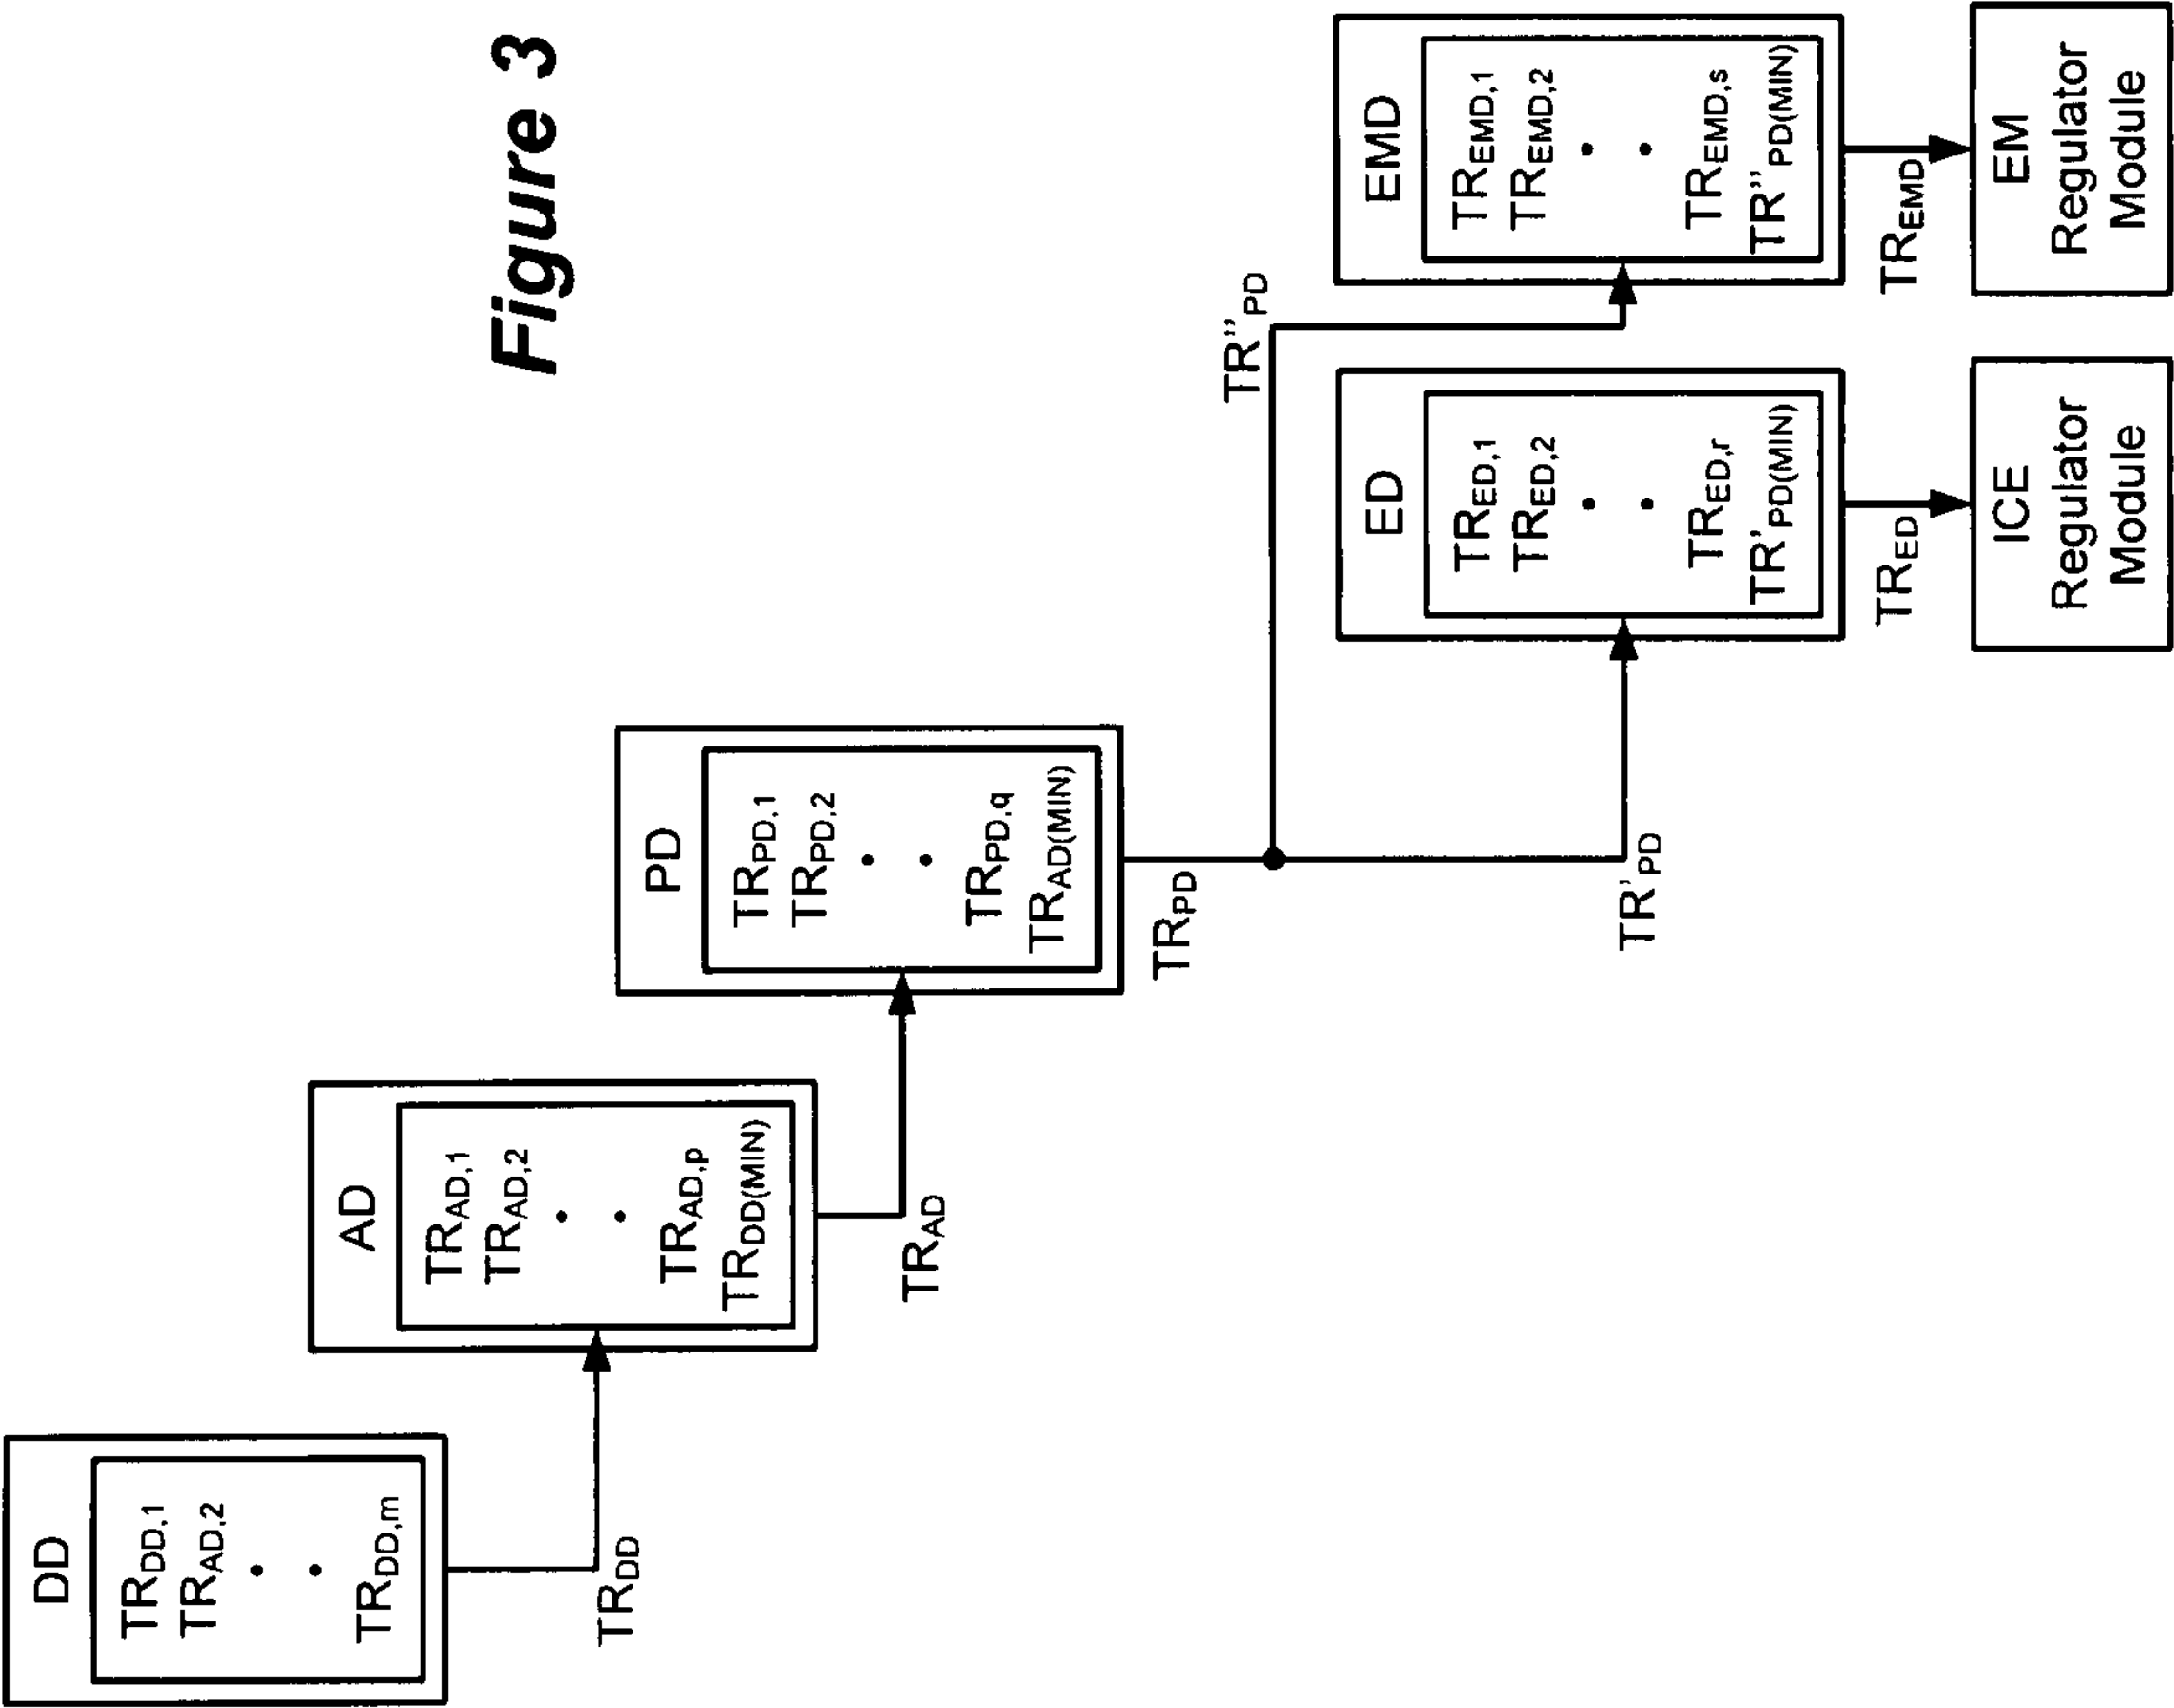 Figure 3
DD
TRDD,1
TRAD,2
TRDD,m
TRDD
AD
TRAD,1
TRAD,2
TRAD,p
TRDD(MIN)
TRAD
PD
TRPD,1
TRPD,2
TRPD,q
TRAD(MIN)
TRPD
TR'PD
TR"PD
ED
TRED,1
TRED,2
TRED,r
TR'PD(MIN)
TRED
ICE
Regulator
Module
EMD
TREMD,1
TREMD,2
TREMD,s
TR"PD(MIN)
TREMD
EM
Regulator
Module